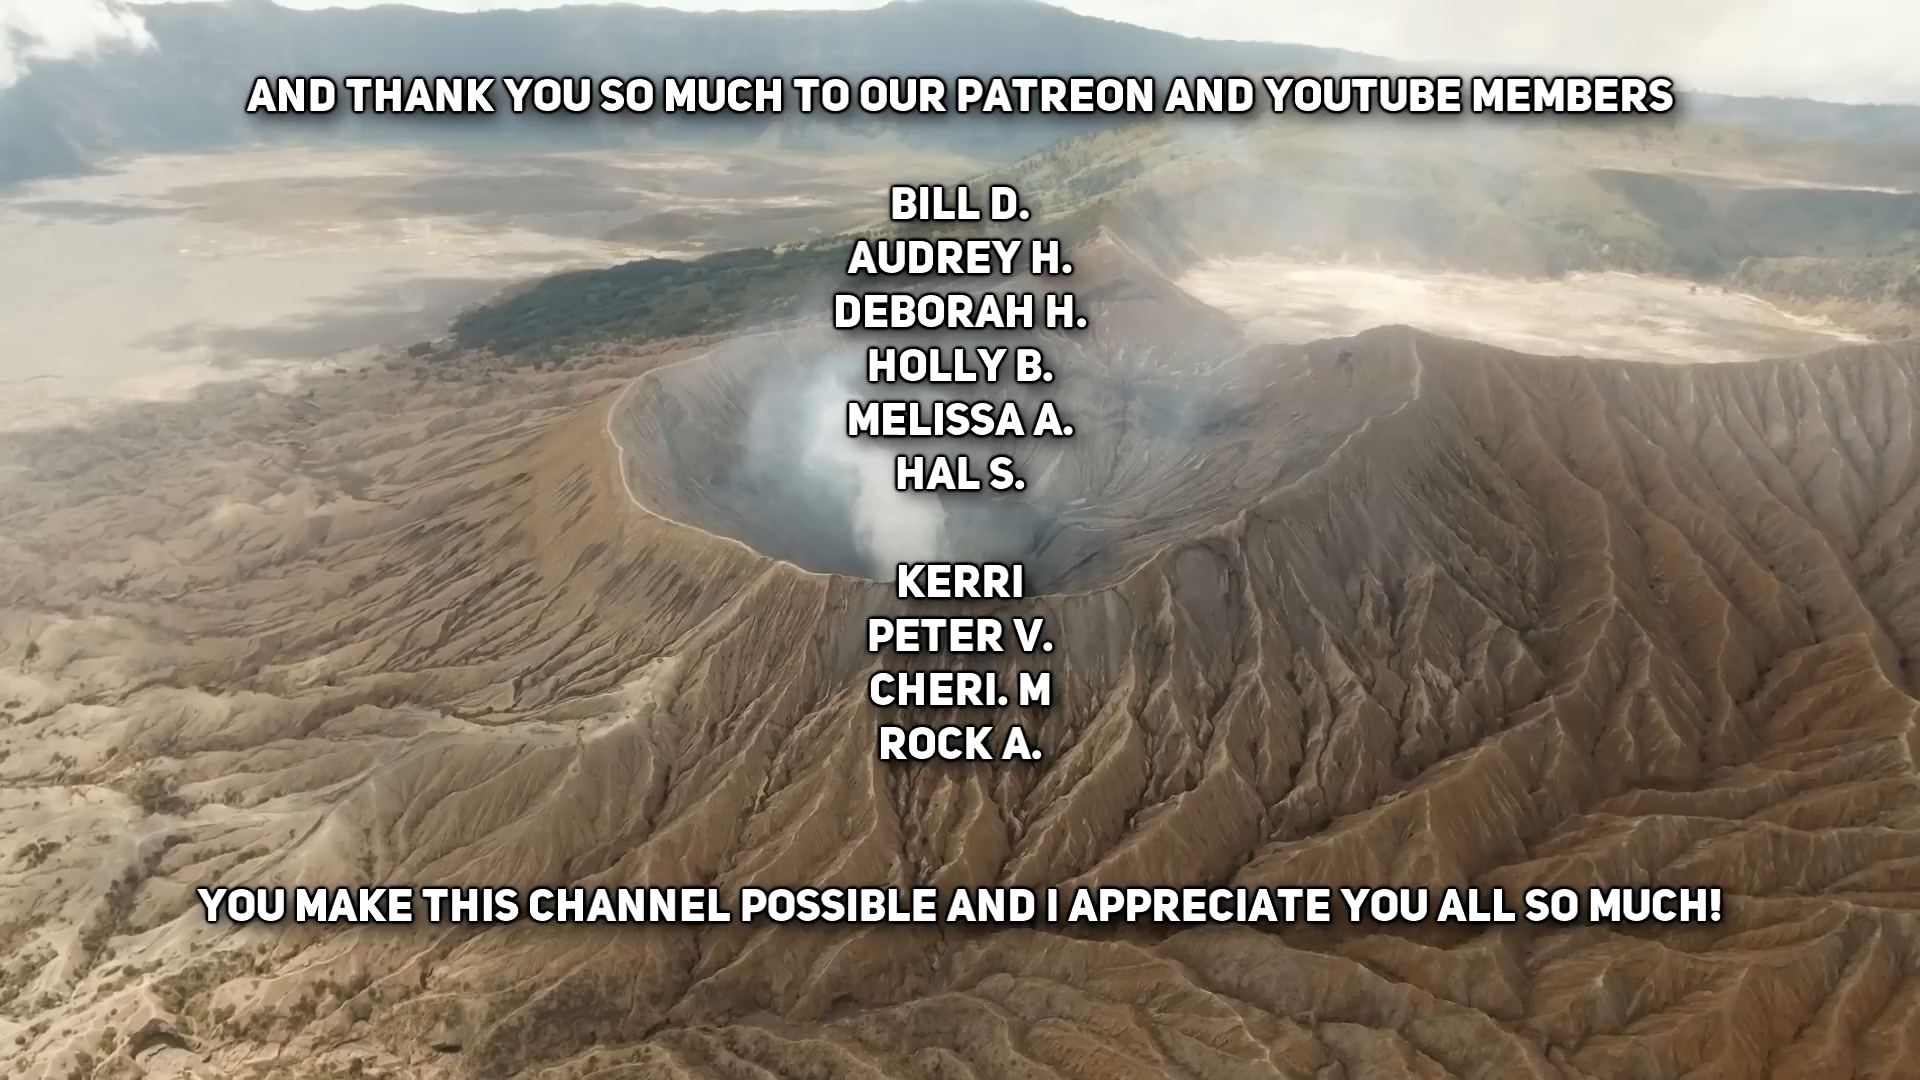 AND THANK YOU SO MUCH TO OUR PATREON AND YOUTUBE MEMBERS
BILL D.
AUDREY H.
DEBORAH H.
HOLLY B.
MELISSA A.
HAL S.
KERRI
PETER V.
CHERI. M
ROCK A.
YOU MAKE THIS CHANNEL POSSIBLE AND I APPRECIATE YOU ALL SO MUCH!